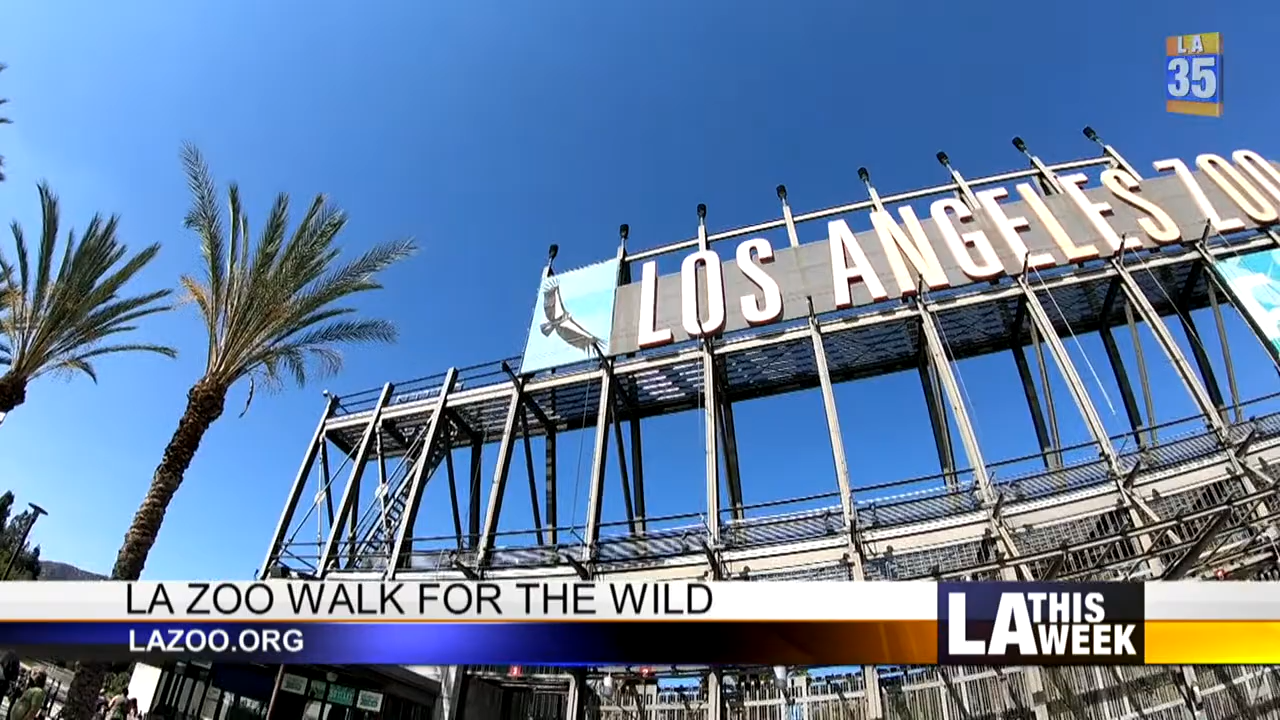 LA
35
LOS ANGELES ZOO
LA ZOO WALK FOR THE WILD
LAZOO.ORG
LA THIS WEEK